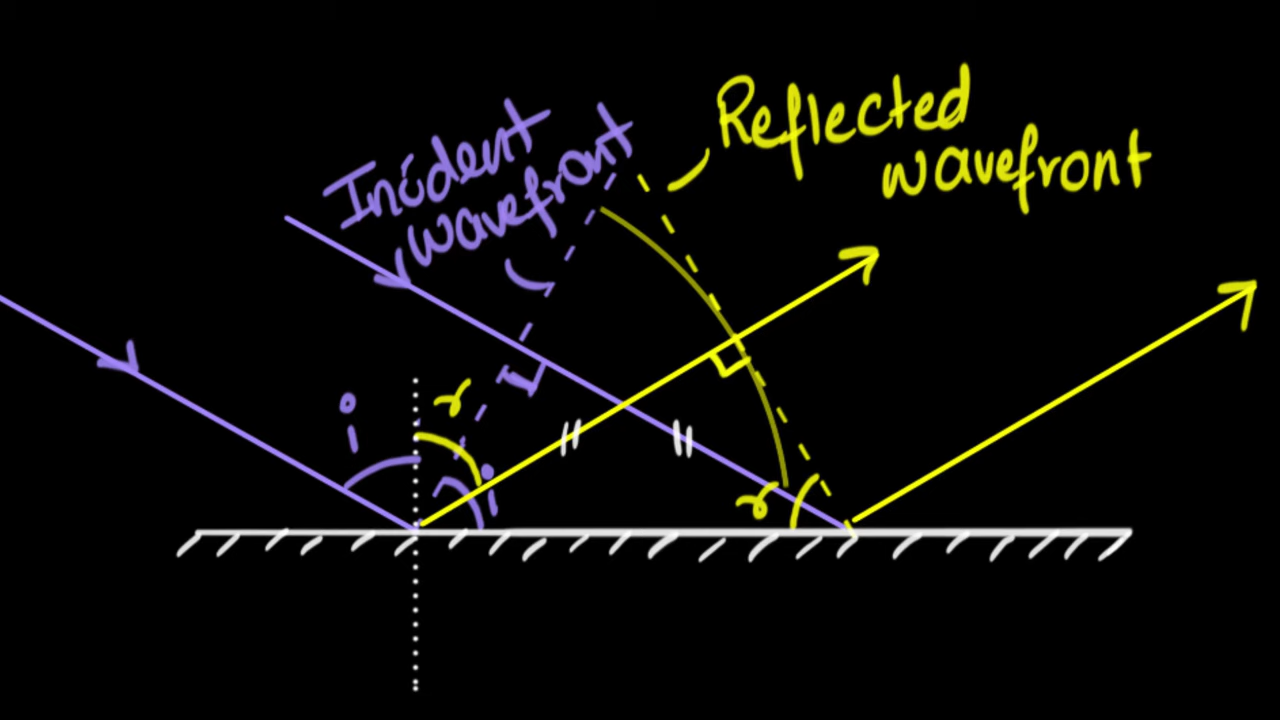 Incident
wavefront
Reflected
wavefront
i
r
i
r